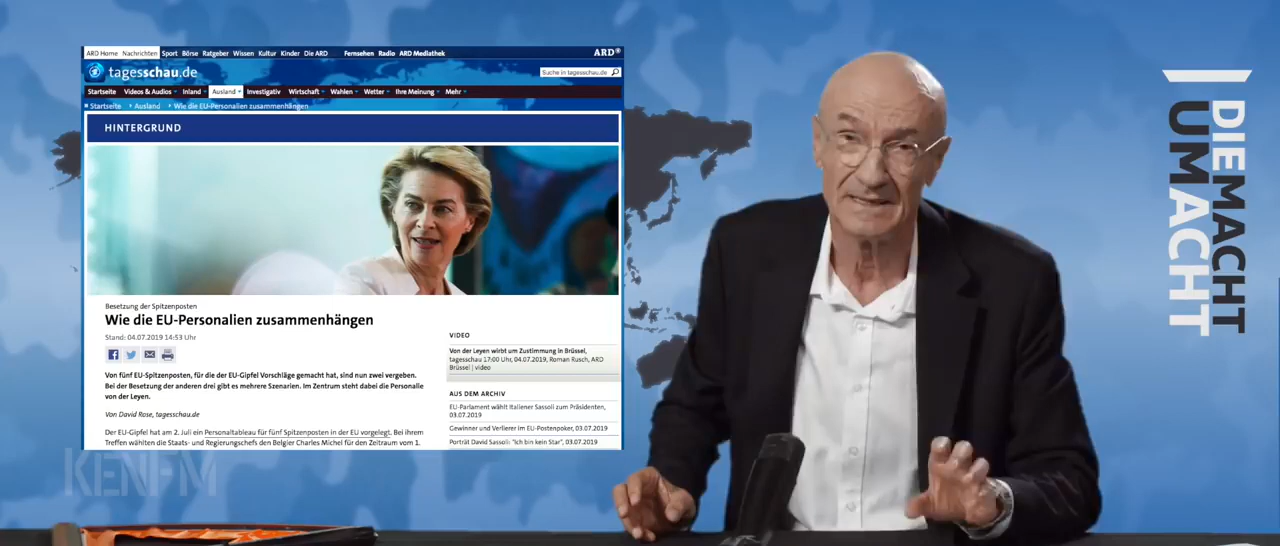 ARD Home Nachrichten Sport Börse Ratgeber Wissen Kultur Kinder Die ARD Fernsehen Radio ARD Mediathek ARD
tagesschau.de
Suche in tagesschau.de
Startseite Videos & Audios Inland Ausland Investigativ Wirtschaft Wahlen Wetter Ihre Meinung Mehr
Startseite Ausland Wie die EU-Personalien zusammenhängen
HINTERGRUND
Besetzung der Spitzenposten
Wie die EU-Personalien zusammenhängen
Stand: 04.07.2019 14:53 Uhr
Von fünf EU-Spitzenposten, für die der EU-Gipfel Vorschläge gemacht hat, sind nun zwei vergeben.
Bei der Besetzung der anderen drei gibt es mehrere Szenarien. Im Zentrum steht dabei die Personalie
von der Leyen.
Von David Rose, tagesschau.de
Der EU-Gipfel hat am 2. Juli ein Personaltableau für fünf Spitzenposten in der EU vorgelegt. Bei ihrem
Treffen wählten die Staats- und Regierungschefs den Belgier Charles Michel für den Zeitraum vom 1.
VIDEO
Von der Leyen wirbt um Zustimmung in Brüssel,
tagesschau 17:00 Uhr, 04.07.2019, Roman Rusch, ARD
Brüssel | video
AUS DEM ARCHIV
EU-Parlament wählt Italiener Sassoli zum Präsidenten,
03.07.2019
Gewinner und Verlierer im EU-Postenpoker, 03.07.2019
Porträt David Sassoli: "Ich bin kein Star", 03.07.2019
KENFM
DIEMACHT
UMACHT